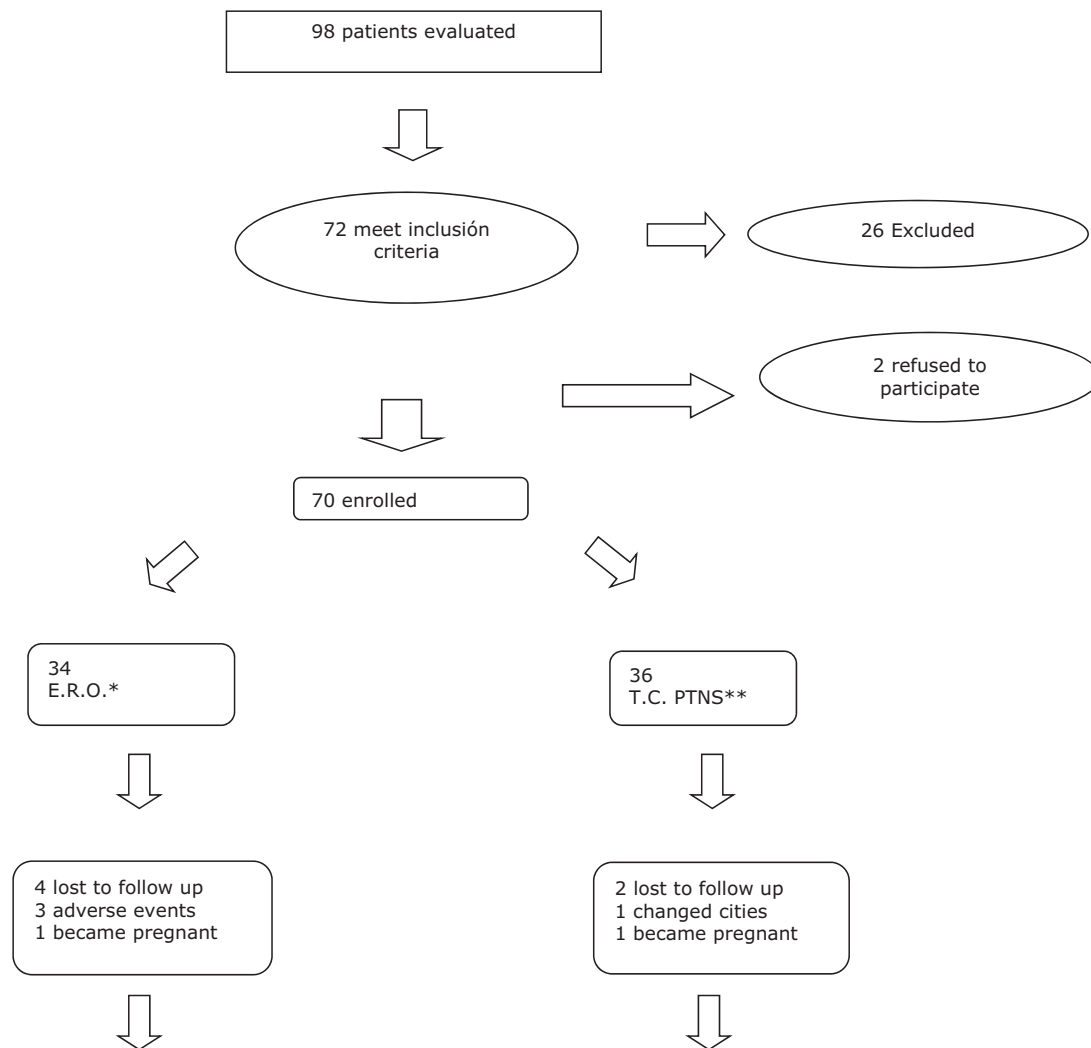 98 patients evaluated
72 meet inclusión
criteria
26 Excluded
2 refused to
participate
70 enrolled
34
E.R.O.*
36
T.C. PTNS**
4 lost to follow up
3 adverse events
1 became pregnant
2 lost to follow up
1 changed cities
1 became pregnant